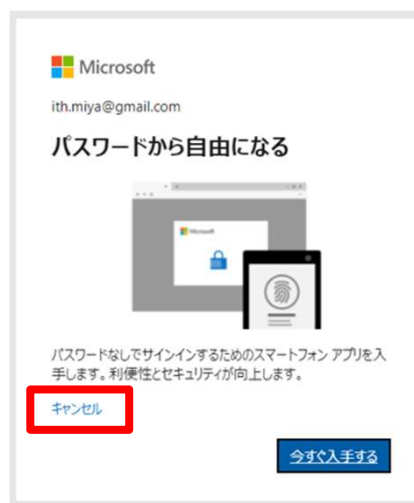 Microsoft
ith.miya@gmail.com
パスワードから自由になる
Microsoft
パスワードなしでサインインするためのスマートフォン アプリを入
手します。利便性とセキュリティが向上します。
キャンセル
今すぐ入手する